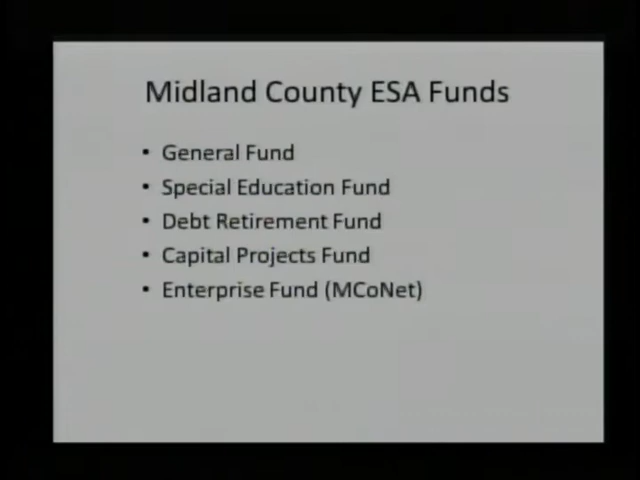 Midland County ESA Funds
• General Fund
• Special Education Fund
• Debt Retirement Fund
• Capital Projects Fund
• Enterprise Fund (MCoNet)